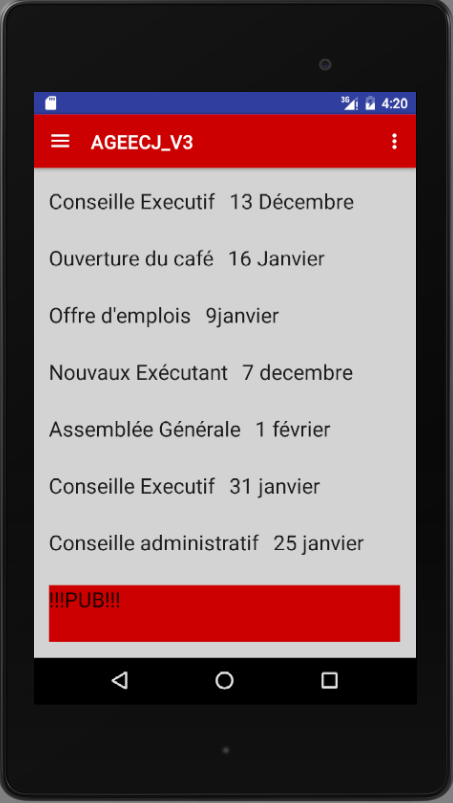 3G 4:20
AGEECJ_V3
Conseille Executif 13 Décembre
Ouverture du café 16 Janvier
Offre d'emplois 9janvier
Nouvaux Exécutant 7 decembre
Assemblée Générale 1 février
Conseille Executif 31 janvier
Conseille administratif 25 janvier
!!!PUB!!!